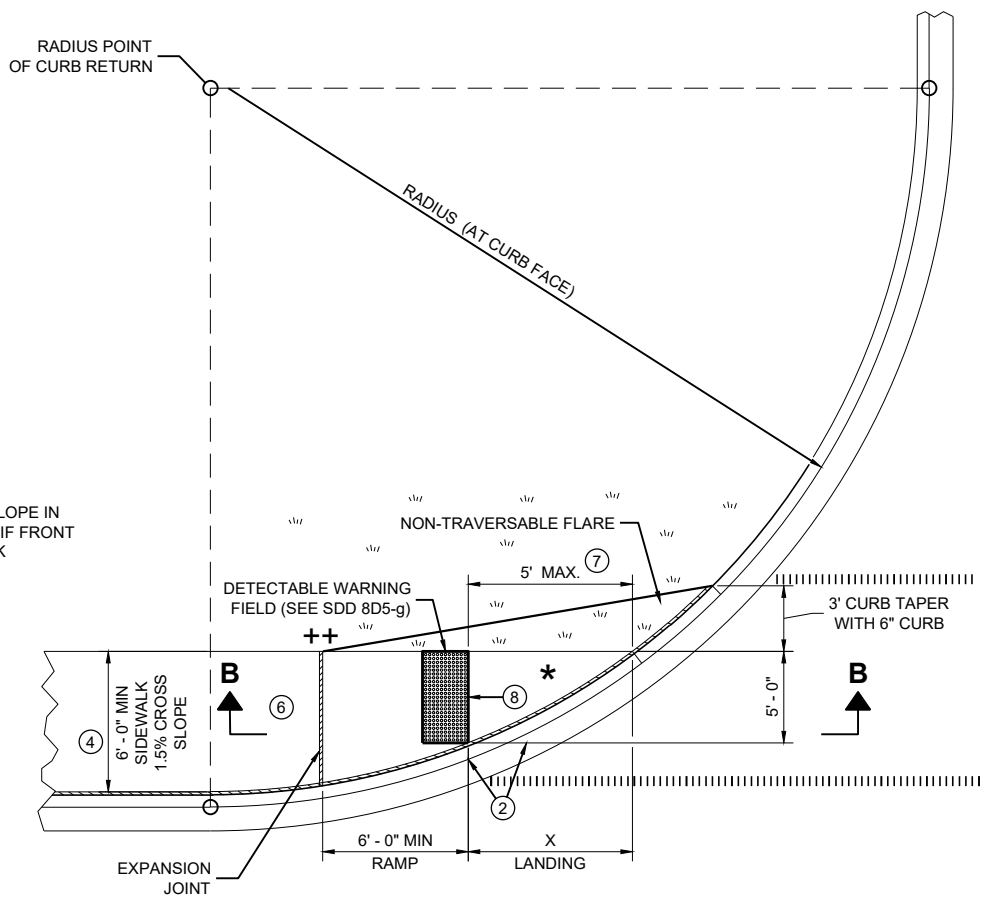 RADIUS POINT
OF CURB RETURN
RADIUS (AT CURB FACE)
LOPE IN
IF FRONT
K
NON-TRAVERSABLE FLARE
5' MAX.
7
DETECTABLE WARNING
FIELD (SEE SDD 8D5-g)
3' CURB TAPER
WITH 6" CURB
++
*
B
B
4
6' - 0" MIN
SIDEWALK
1.5% CROSS
SLOPE
6
8
5' - 0"
2
6' - 0" MIN
RAMP
X
LANDING
EXPANSION
JOINT